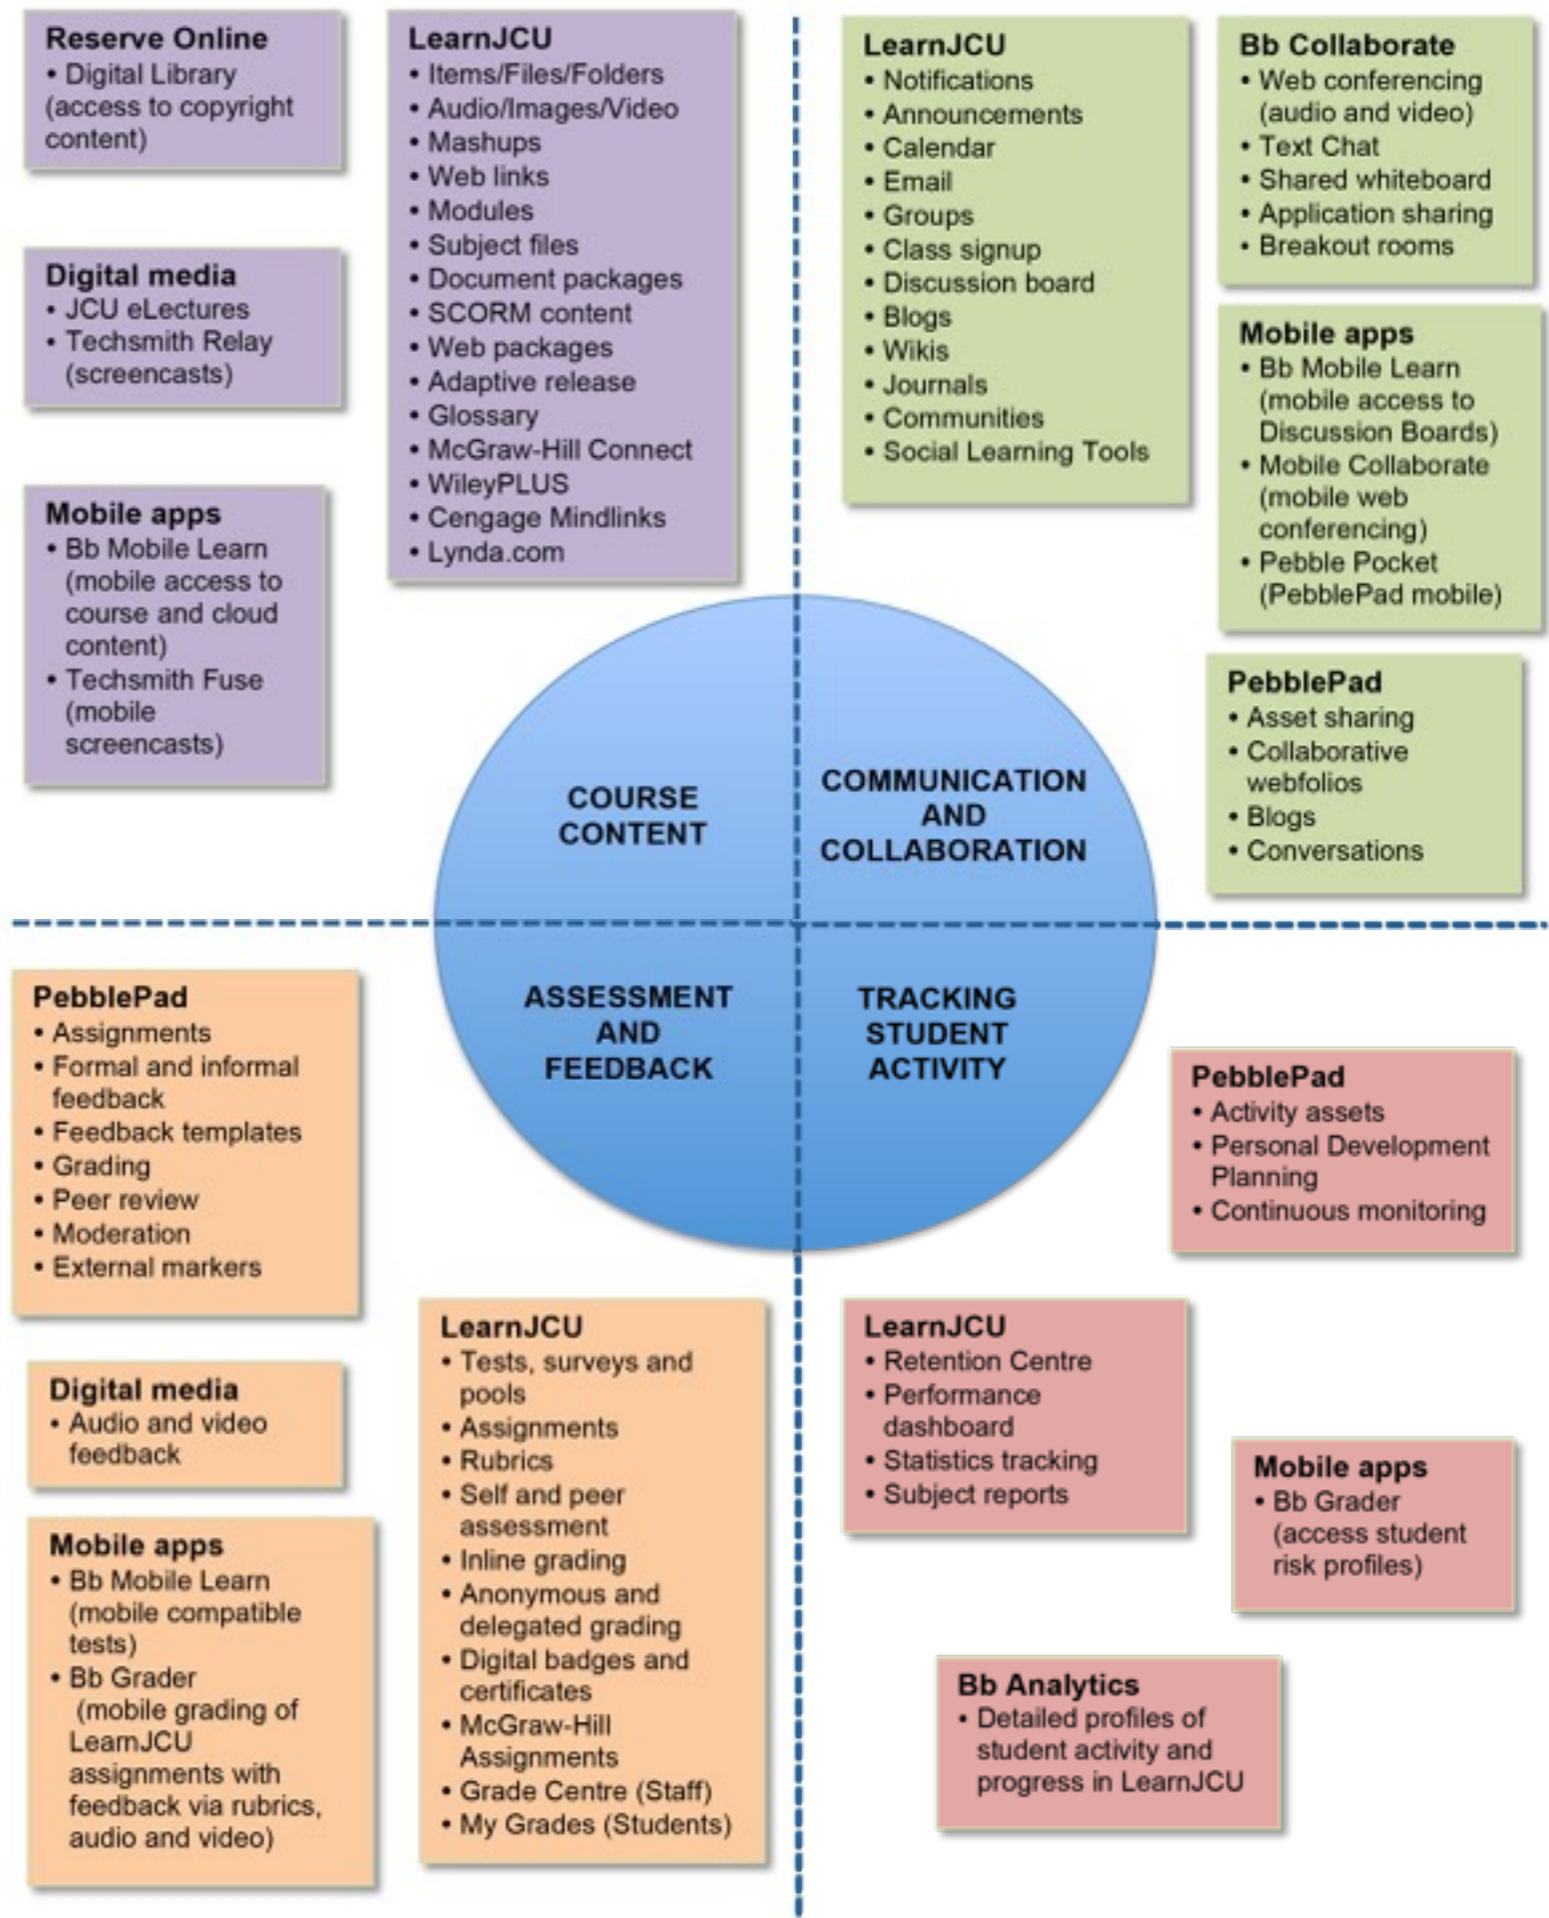 Reserve Online
• Digital Library
(access to copyright
content)
Digital media
• JCU eLectures
• Techsmith Relay
(screencasts)
Mobile apps
• Bb Mobile Learn
(mobile access to
course and cloud
content)
• Techsmith Fuse
(mobile
screencasts)
LearnJCU
• Items/Files/Folders
• Audio/Images/Video
• Mashups
• Web links
• Modules
• Subject files
• Document packages
• SCORM content
• Web packages
• Adaptive release
• Glossary
• McGraw-Hill Connect
• WileyPLUS
• Cengage Mindlinks
• Lynda.com
LearnJCU
• Notifications
• Announcements
• Calendar
• Email
• Groups
• Class signup
• Discussion board
• Blogs
• Wikis
• Journals
• Communities
• Social Learning Tools
Bb Collaborate
• Web conferencing
(audio and video)
• Text Chat
• Shared whiteboard
• Application sharing
• Breakout rooms
Mobile apps
• Bb Mobile Learn
(mobile access to
Discussion Boards)
• Mobile Collaborate
(mobile web
conferencing)
• Pebble Pocket
(PebblePad mobile)
PebblePad
• Asset sharing
• Collaborative
webfolios
• Blogs
• Conversations
COURSE
CONTENT
COMMUNICATION
AND
COLLABORATION
ASSESSMENT
AND
FEEDBACK
TRACKING
STUDENT
ACTIVITY
PebblePad
• Assignments
• Formal and informal
feedback
• Feedback templates
• Grading
• Peer review
• Moderation
• External markers
Digital media
• Audio and video
feedback
Mobile apps
• Bb Mobile Learn
(mobile compatible
tests)
• Bb Grader
(mobile grading of
LearnJCU
assignments with
feedback via rubrics,
audio and video)
LearnJCU
• Tests, surveys and
pools
• Assignments
• Rubrics
• Self and peer
assessment
• Inline grading
• Anonymous and
delegated grading
• Digital badges and
certificates
• McGraw-Hill
Assignments
• Grade Centre (Staff)
• My Grades (Students)
PebblePad
• Activity assets
• Personal Development
Planning
• Continuous monitoring
LearnJCU
• Retention Centre
• Performance
dashboard
• Statistics tracking
• Subject reports
Mobile apps
• Bb Grader
(access student
risk profiles)
Bb Analytics
• Detailed profiles of
student activity and
progress in LearnJCU